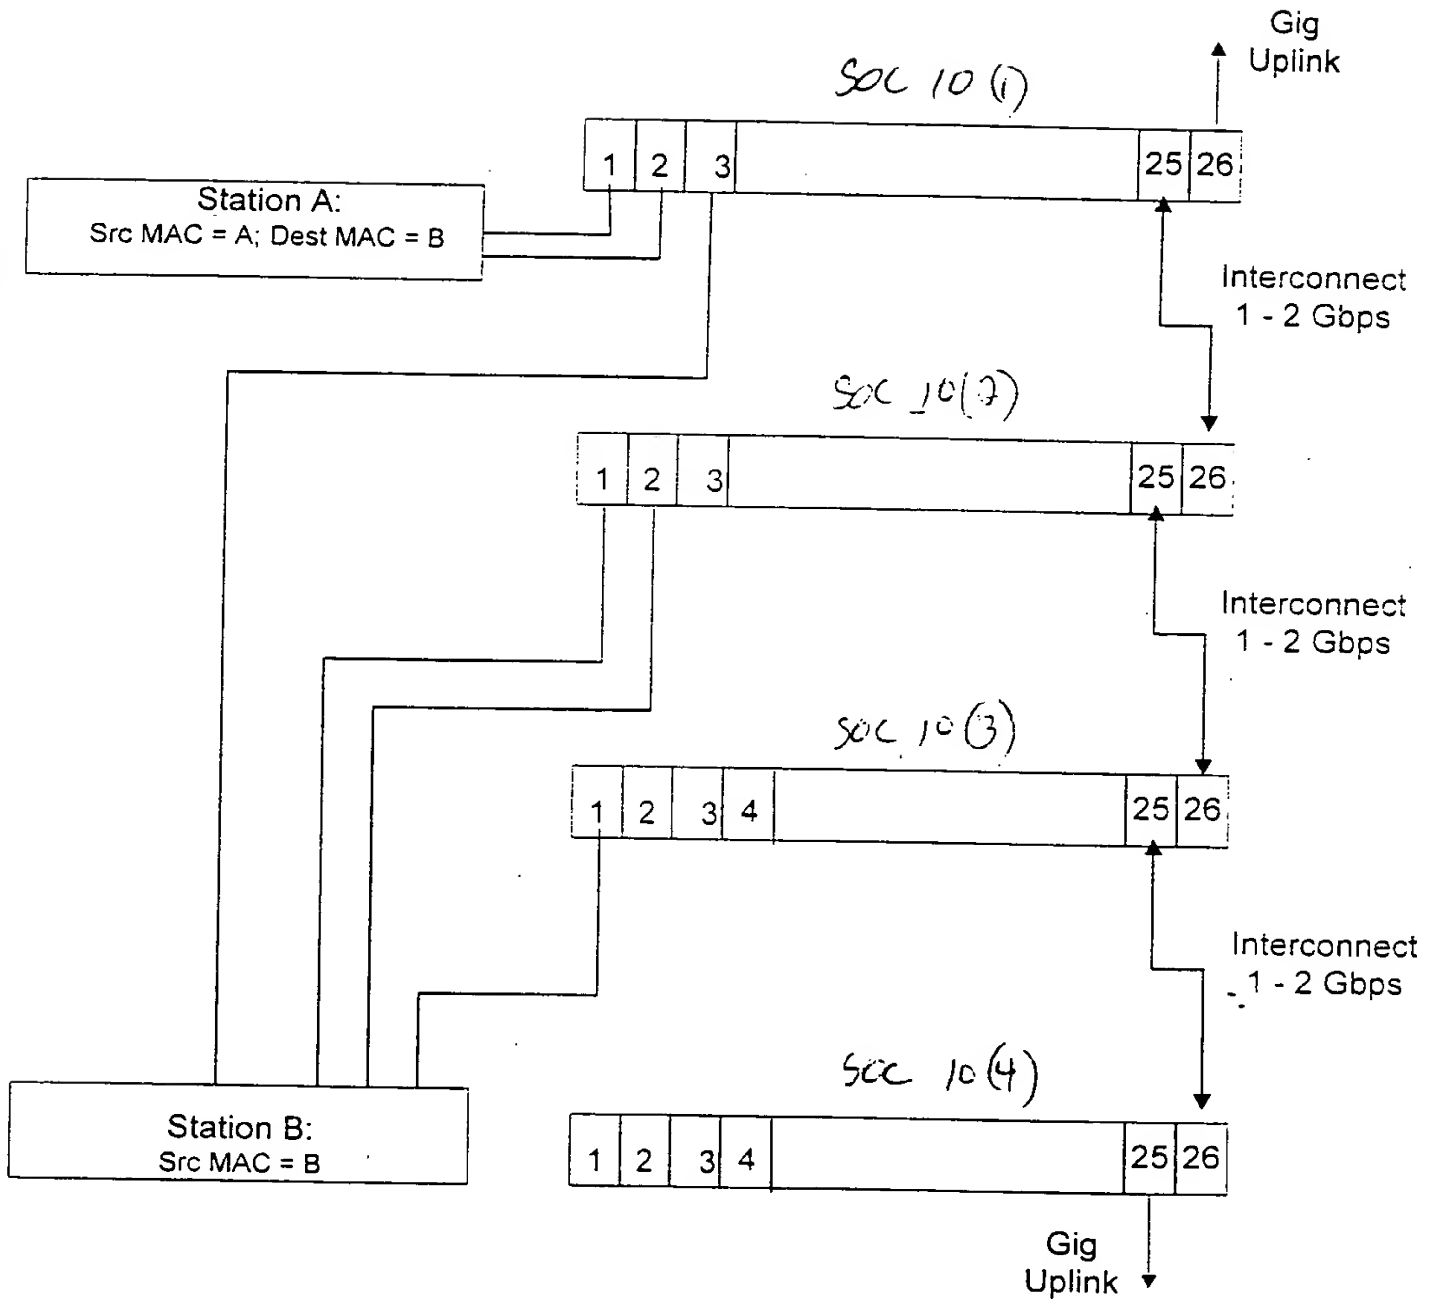 Gig
Uplink
SOC 10 (1)
1 2 3 25 26
Station A:
Src MAC = A; Dest MAC = B
Interconnect
1 - 2 Gbps
SOC 10(2)
1 2 3 25 26
Interconnect
1 - 2 Gbps
SOC 10(3)
1 2 3 4 25 26
Interconnect
1 - 2 Gbps
SOC 10(4)
Station B:
Src MAC = B
1 2 3 4 25 26
Gig
Uplink